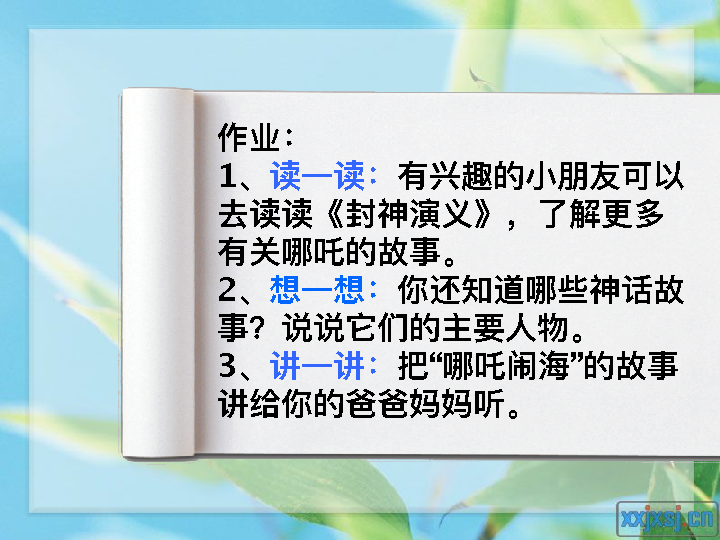 作业：
1、读一读：有兴趣的小朋友可以
去读读《封神演义》，了解更多
有关哪吒的故事。
2、想一想：你还知道哪些神话故
事？说说它们的主要人物。
3、讲一讲：把“哪吒闹海”的故事
讲给你的爸爸妈妈听。
xxjxsj.cn